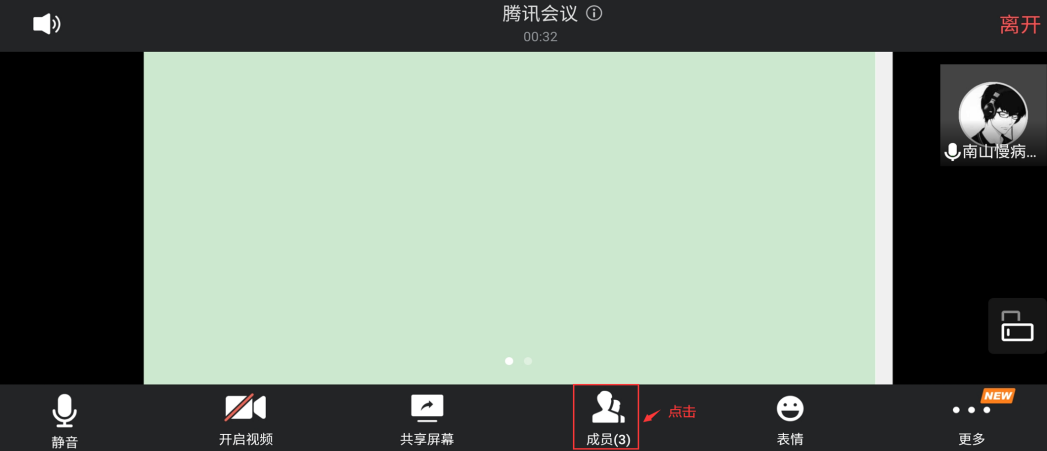 腾讯会议
00:32
离开
南山慢病...
点击
静音
开启视频
共享屏幕
成员(3)
表情
NEW
更多